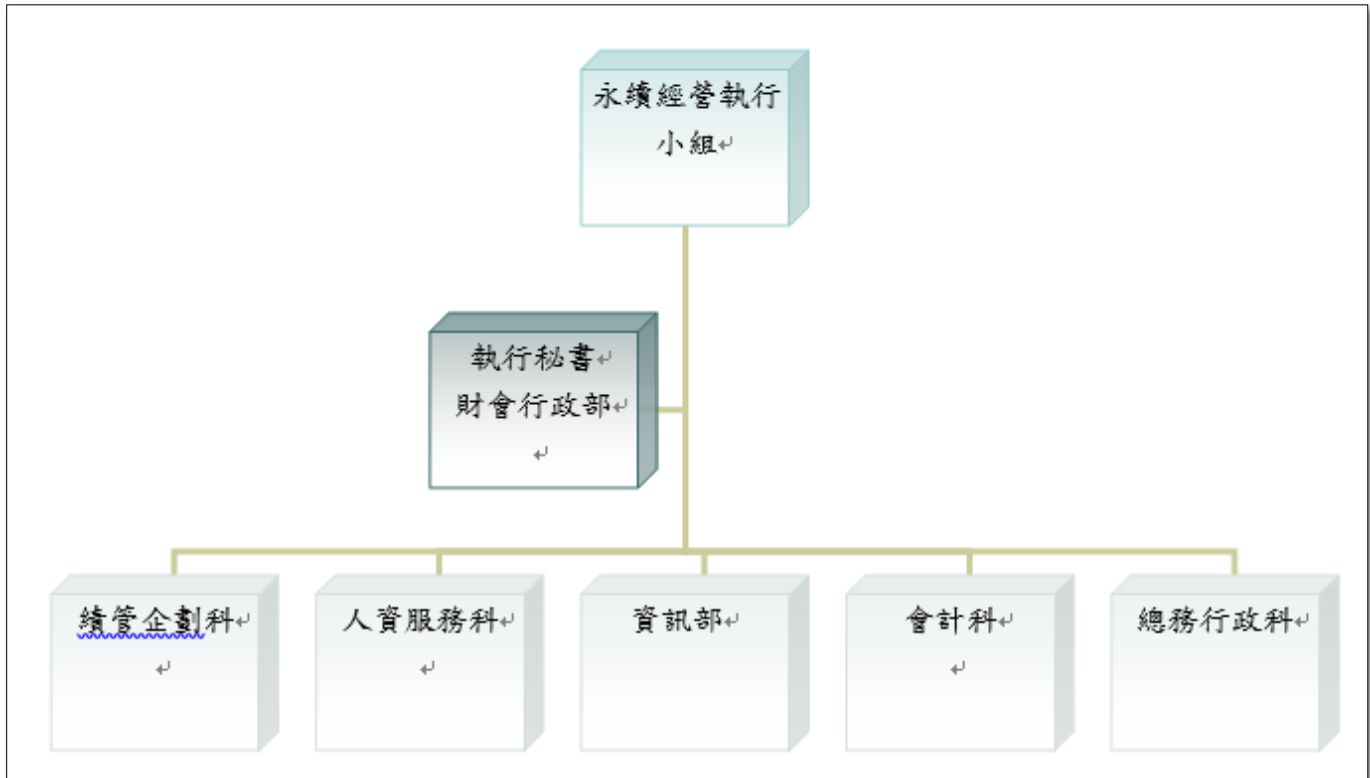 永續經營執行
小組
執行秘書
財會行政部
績管企劃科
人資服務科
資訊部
會計科
總務行政科